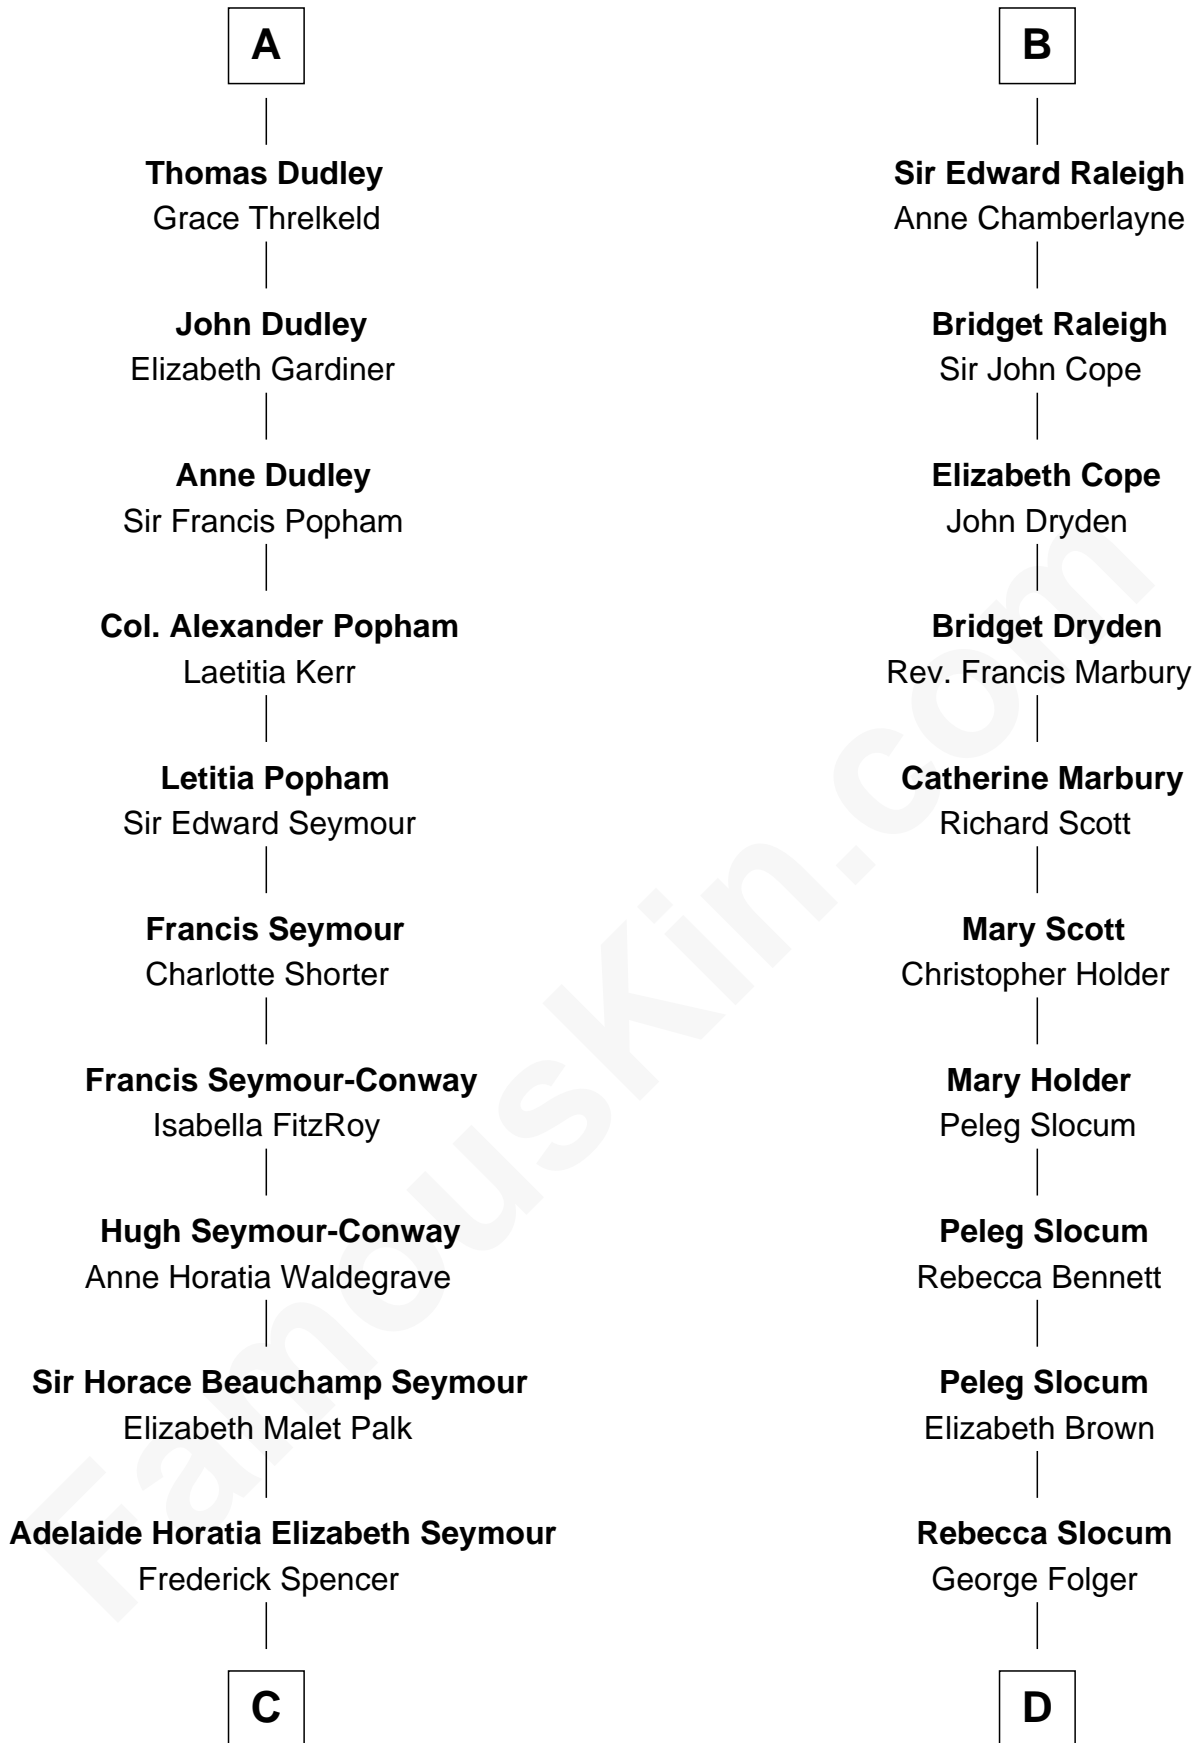 A
Thomas Dudley
Grace Threlkeld
John Dudley
Elizabeth Gardiner
Anne Dudley
Sir Francis Popham
Col. Alexander Popham
Laetitia Kerr
Letitia Popham
Sir Edward Seymour
Francis Seymour
Charlotte Shorter
Francis Seymour-Conway
Isabella FitzRoy
Hugh Seymour-Conway
Anne Horatia Waldegrave
Sir Horace Beauchamp Seymour
Elizabeth Malet Palk
Adelaide Horatia Elizabeth Seymour
Frederick Spencer
C
B
Sir Edward Raleigh
Anne Chamberlayne
Bridget Raleigh
Sir John Cope
Elizabeth Cope
John Dryden
Bridget Dryden
Rev. Francis Marbury
Catherine Marbury
Richard Scott
Mary Scott
Christopher Holder
Mary Holder
Peleg Slocum
Peleg Slocum
Rebecca Bennett
Peleg Slocum
Elizabeth Brown
Rebecca Slocum
George Folger
D
FamousKin.com